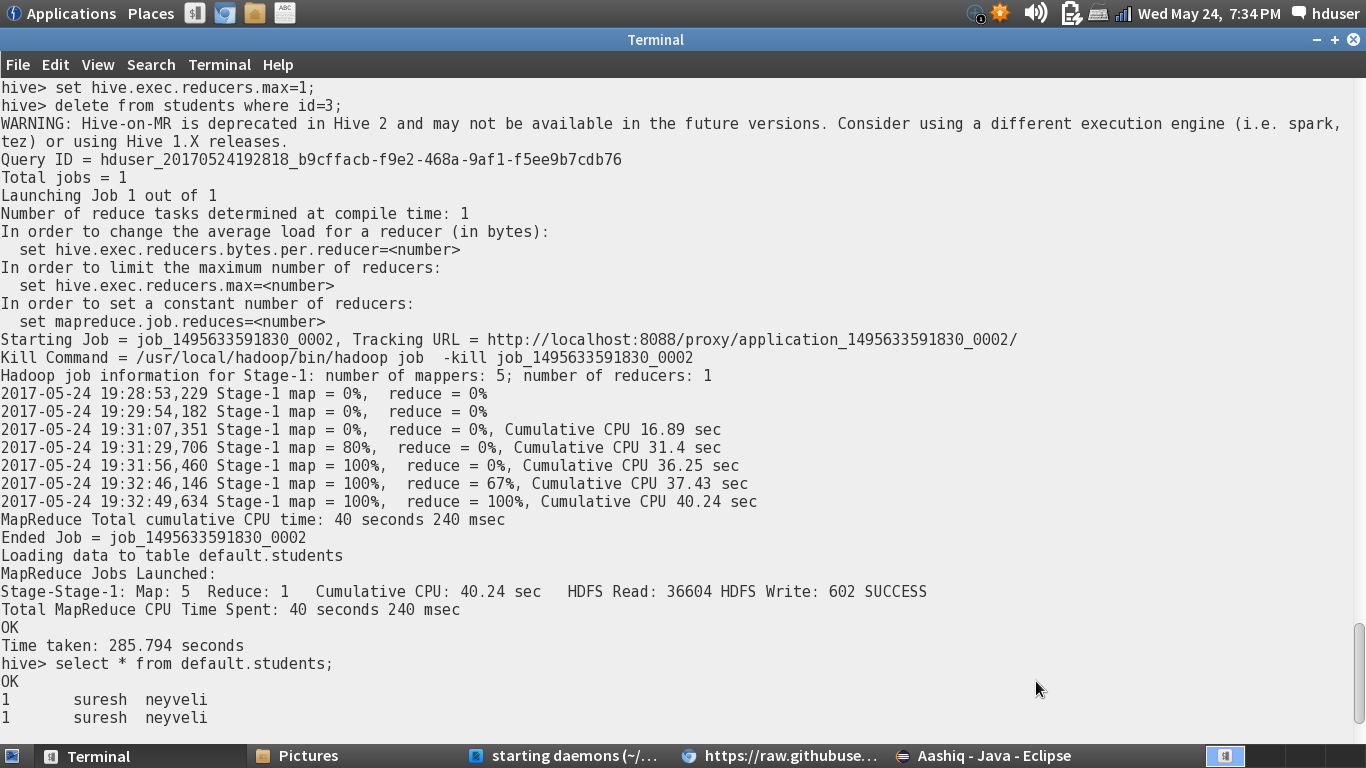 Applications Places Wed May 24, 7:34 PM hduser
Terminal
File Edit View Search Terminal Help
hive> set hive.exec.reducers.max=1;
hive> delete from students where id=3;
WARNING: Hive-on-MR is deprecated in Hive 2 and may not be available in the future versions. Consider using a different execution engine (i.e. spark,
tez) or using Hive 1.X releases.
Query ID = hduser_20170524192818_b9cffacb-f9e2-468a-9af1-f5ee9b7cdb76
Total jobs = 1
Launching Job 1 out of 1
Number of reduce tasks determined at compile time: 1
In order to change the average load for a reducer (in bytes):
  set hive.exec.reducers.bytes.per.reducer=<number>
In order to limit the maximum number of reducers:
  set hive.exec.reducers.max=<number>
In order to set a constant number of reducers:
  set mapreduce.job.reduces=<number>
Starting Job = job_1495633591830_0002, Tracking URL = http://localhost:8088/proxy/application_1495633591830_0002/
Kill Command = /usr/local/hadoop/bin/hadoop job  -kill job_1495633591830_0002
Hadoop job information for Stage-1: number of mappers: 5; number of reducers: 1
2017-05-24 19:28:53,229 Stage-1 map = 0%,  reduce = 0%
2017-05-24 19:29:54,182 Stage-1 map = 0%,  reduce = 0%
2017-05-24 19:31:07,351 Stage-1 map = 0%,  reduce = 0%, Cumulative CPU 16.89 sec
2017-05-24 19:31:29,706 Stage-1 map = 80%,  reduce = 0%, Cumulative CPU 31.4 sec
2017-05-24 19:31:56,460 Stage-1 map = 100%,  reduce = 0%, Cumulative CPU 36.25 sec
2017-05-24 19:32:46,146 Stage-1 map = 100%,  reduce = 67%, Cumulative CPU 37.43 sec
2017-05-24 19:32:49,634 Stage-1 map = 100%,  reduce = 100%, Cumulative CPU 40.24 sec
MapReduce Total cumulative CPU time: 40 seconds 240 msec
Ended Job = job_1495633591830_0002
Loading data to table default.students
MapReduce Jobs Launched:
Stage-Stage-1: Map: 5  Reduce: 1   Cumulative CPU: 40.24 sec   HDFS Read: 36604 HDFS Write: 602 SUCCESS
Total MapReduce CPU Time Spent: 40 seconds 240 msec
OK
Time taken: 285.794 seconds
hive> select * from default.students;
OK
1       suresh  neyveli
1       suresh  neyveli
Terminal Pictures starting daemons (~/... https://raw.githubuse... Aashiq - Java - Eclipse